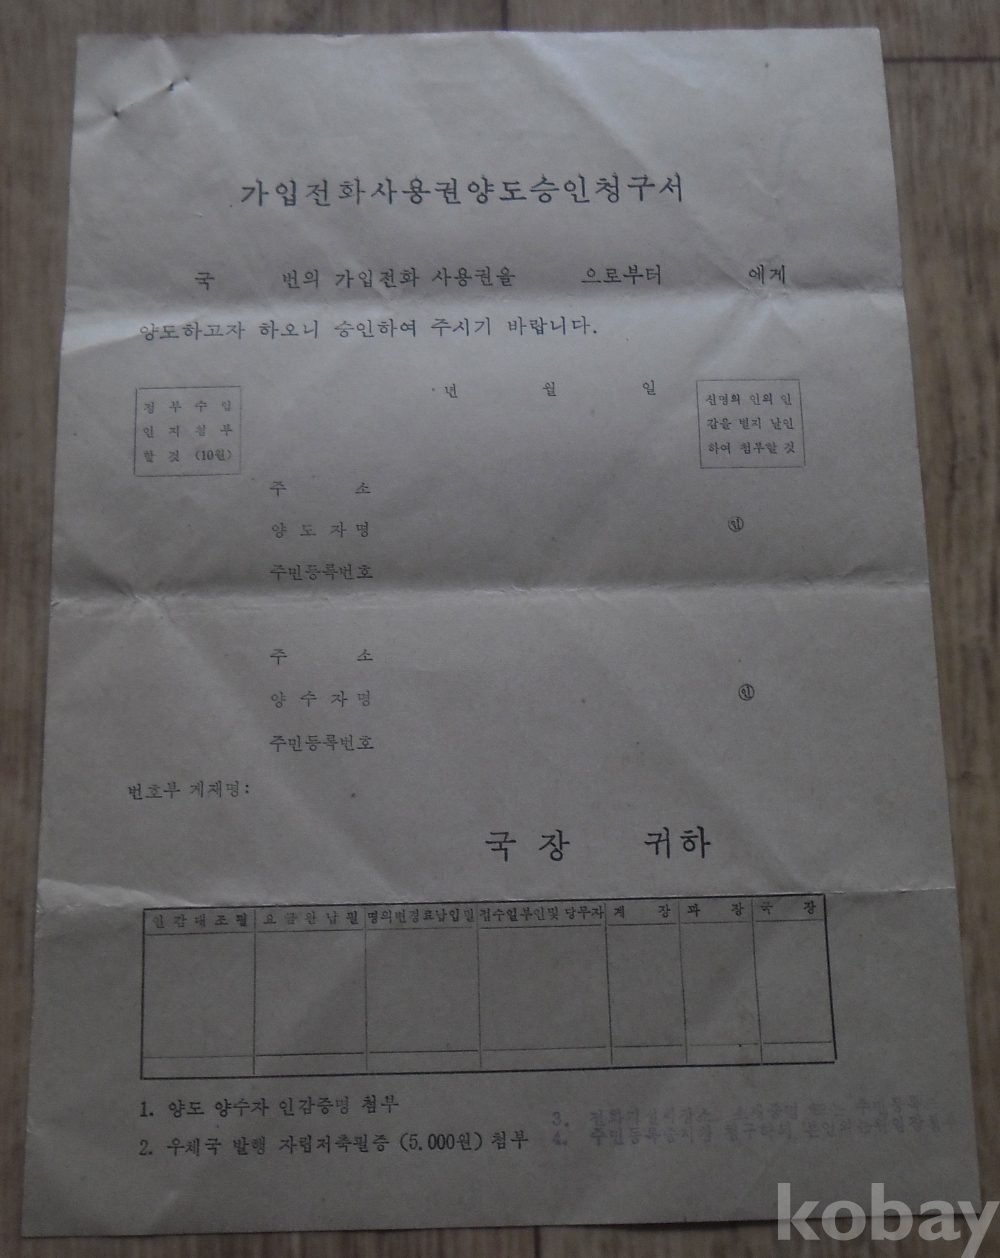 가입전화사용권양도승인청구서
국 번의 가입전화 사용권을 으로부터 에게
양도하고자 하오니 승인하여 주시기 바랍니다.
년 월 일
정부수입
인지첩부
할 것 (10원)
신명의 인의 인
감을 별지 날인
하여 첨부할 것
주 소
양 도 자 명 ㊞
주민등록번호
주 소
양 수 자 명 ㊞
주민등록번호
번호부 게재명:
국 장 귀하
인감대조필 요금완납필 명의변경료납입필 접수일부인및 당무자 계 장 과 장 국 장
1. 양도 양수자 인감증명 첨부
2. 우체국 발행 자립저축필증 (5.000원) 첨부
3.
4. 주민등록
kobay